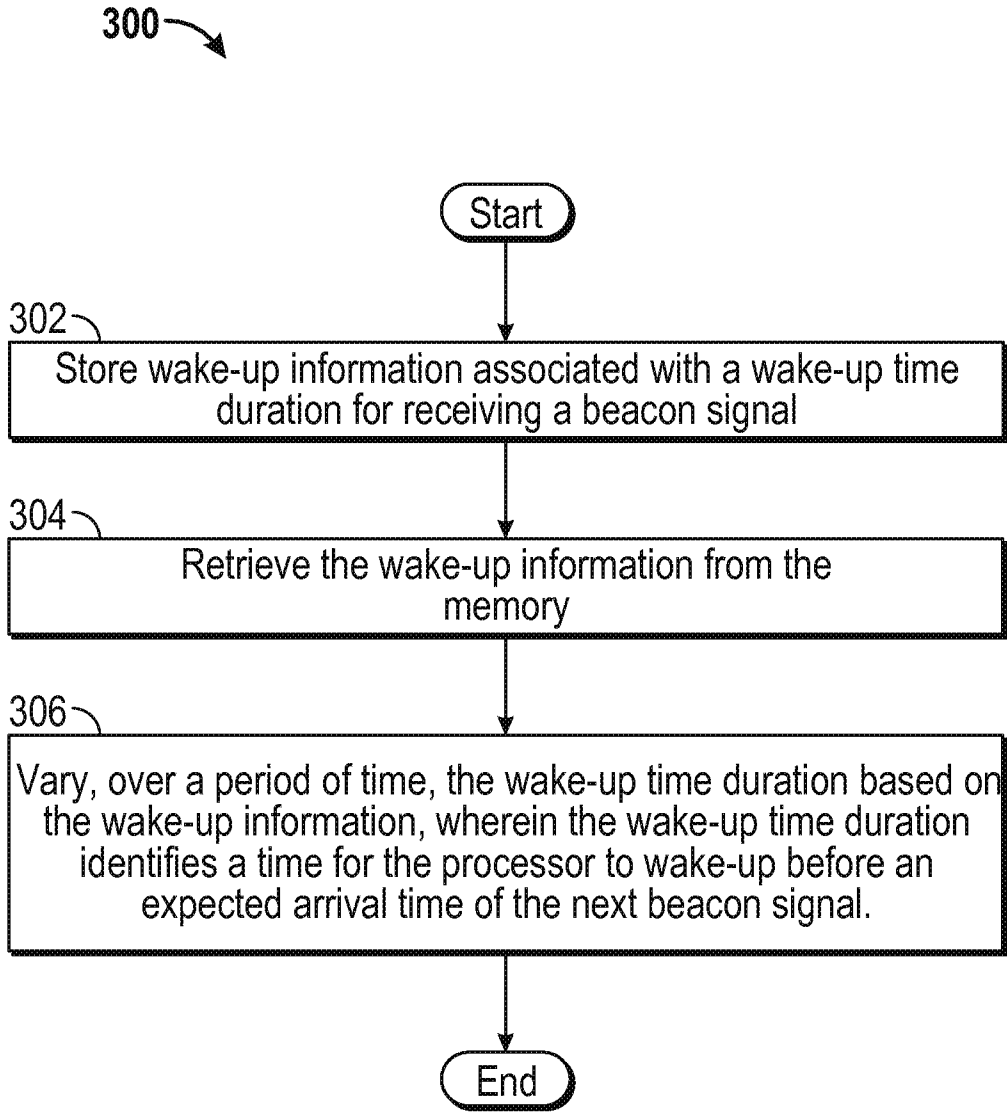 300
Start
302
Store wake-up information associated with a wake-up time
duration for receiving a beacon signal
304
Retrieve the wake-up information from the
memory
306
Vary, over a period of time, the wake-up time duration based on
the wake-up information, wherein the wake-up time duration
identifies a time for the processor to wake-up before an
expected arrival time of the next beacon signal.
End